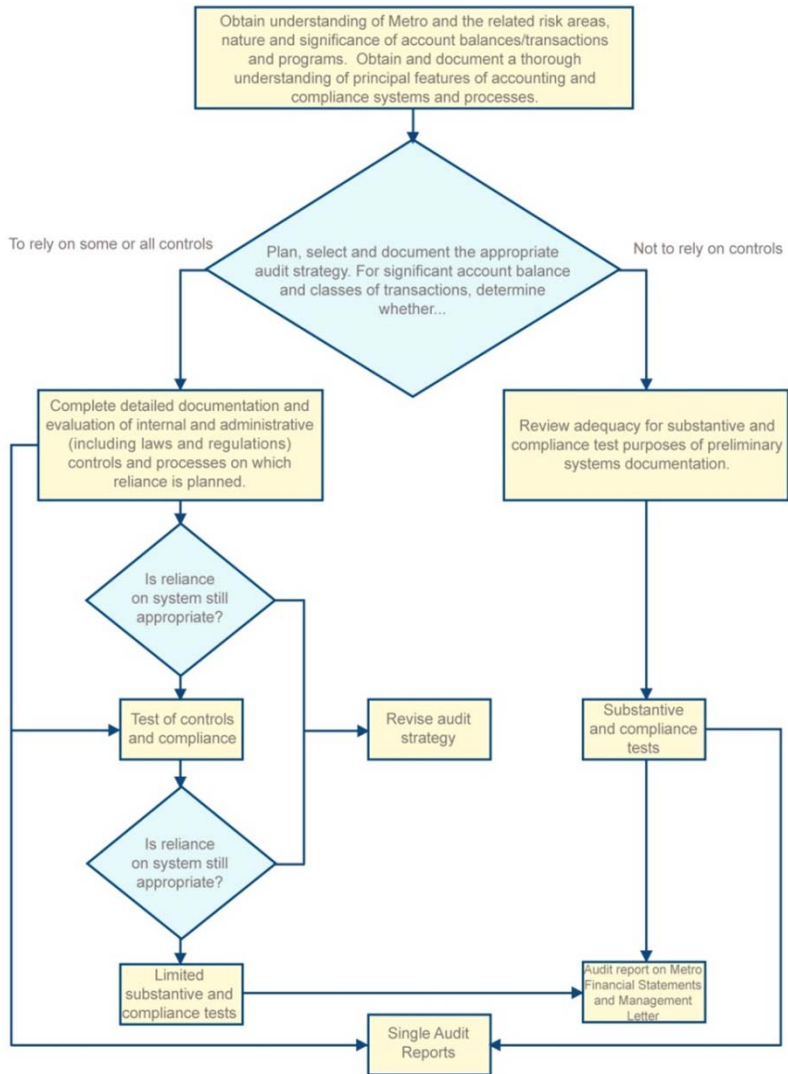 Obtain understanding of Metro and the related risk areas,
nature and significance of account balances/transactions
and programs.  Obtain and document a thorough
understanding of principal features of accounting and
compliance systems and processes.
To rely on some or all controls
Not to rely on controls
Plan, select and document the appropriate
audit strategy. For significant account balance
and classes of transactions, determine
whether...
Complete detailed documentation and
evaluation of internal and administrative
(including laws and regulations)
controls and processes on which
reliance is planned.
Review adequacy for substantive and
compliance test purposes of preliminary
systems documentation.
Is reliance
on system still
appropriate?
Test of controls
and compliance
Revise audit
strategy
Substantive
and compliance
tests
Is reliance
on system still
appropriate?
Limited
substantive and
compliance tests
Audit report on Metro
Financial Statements
and Management
Letter
Single Audit
Reports